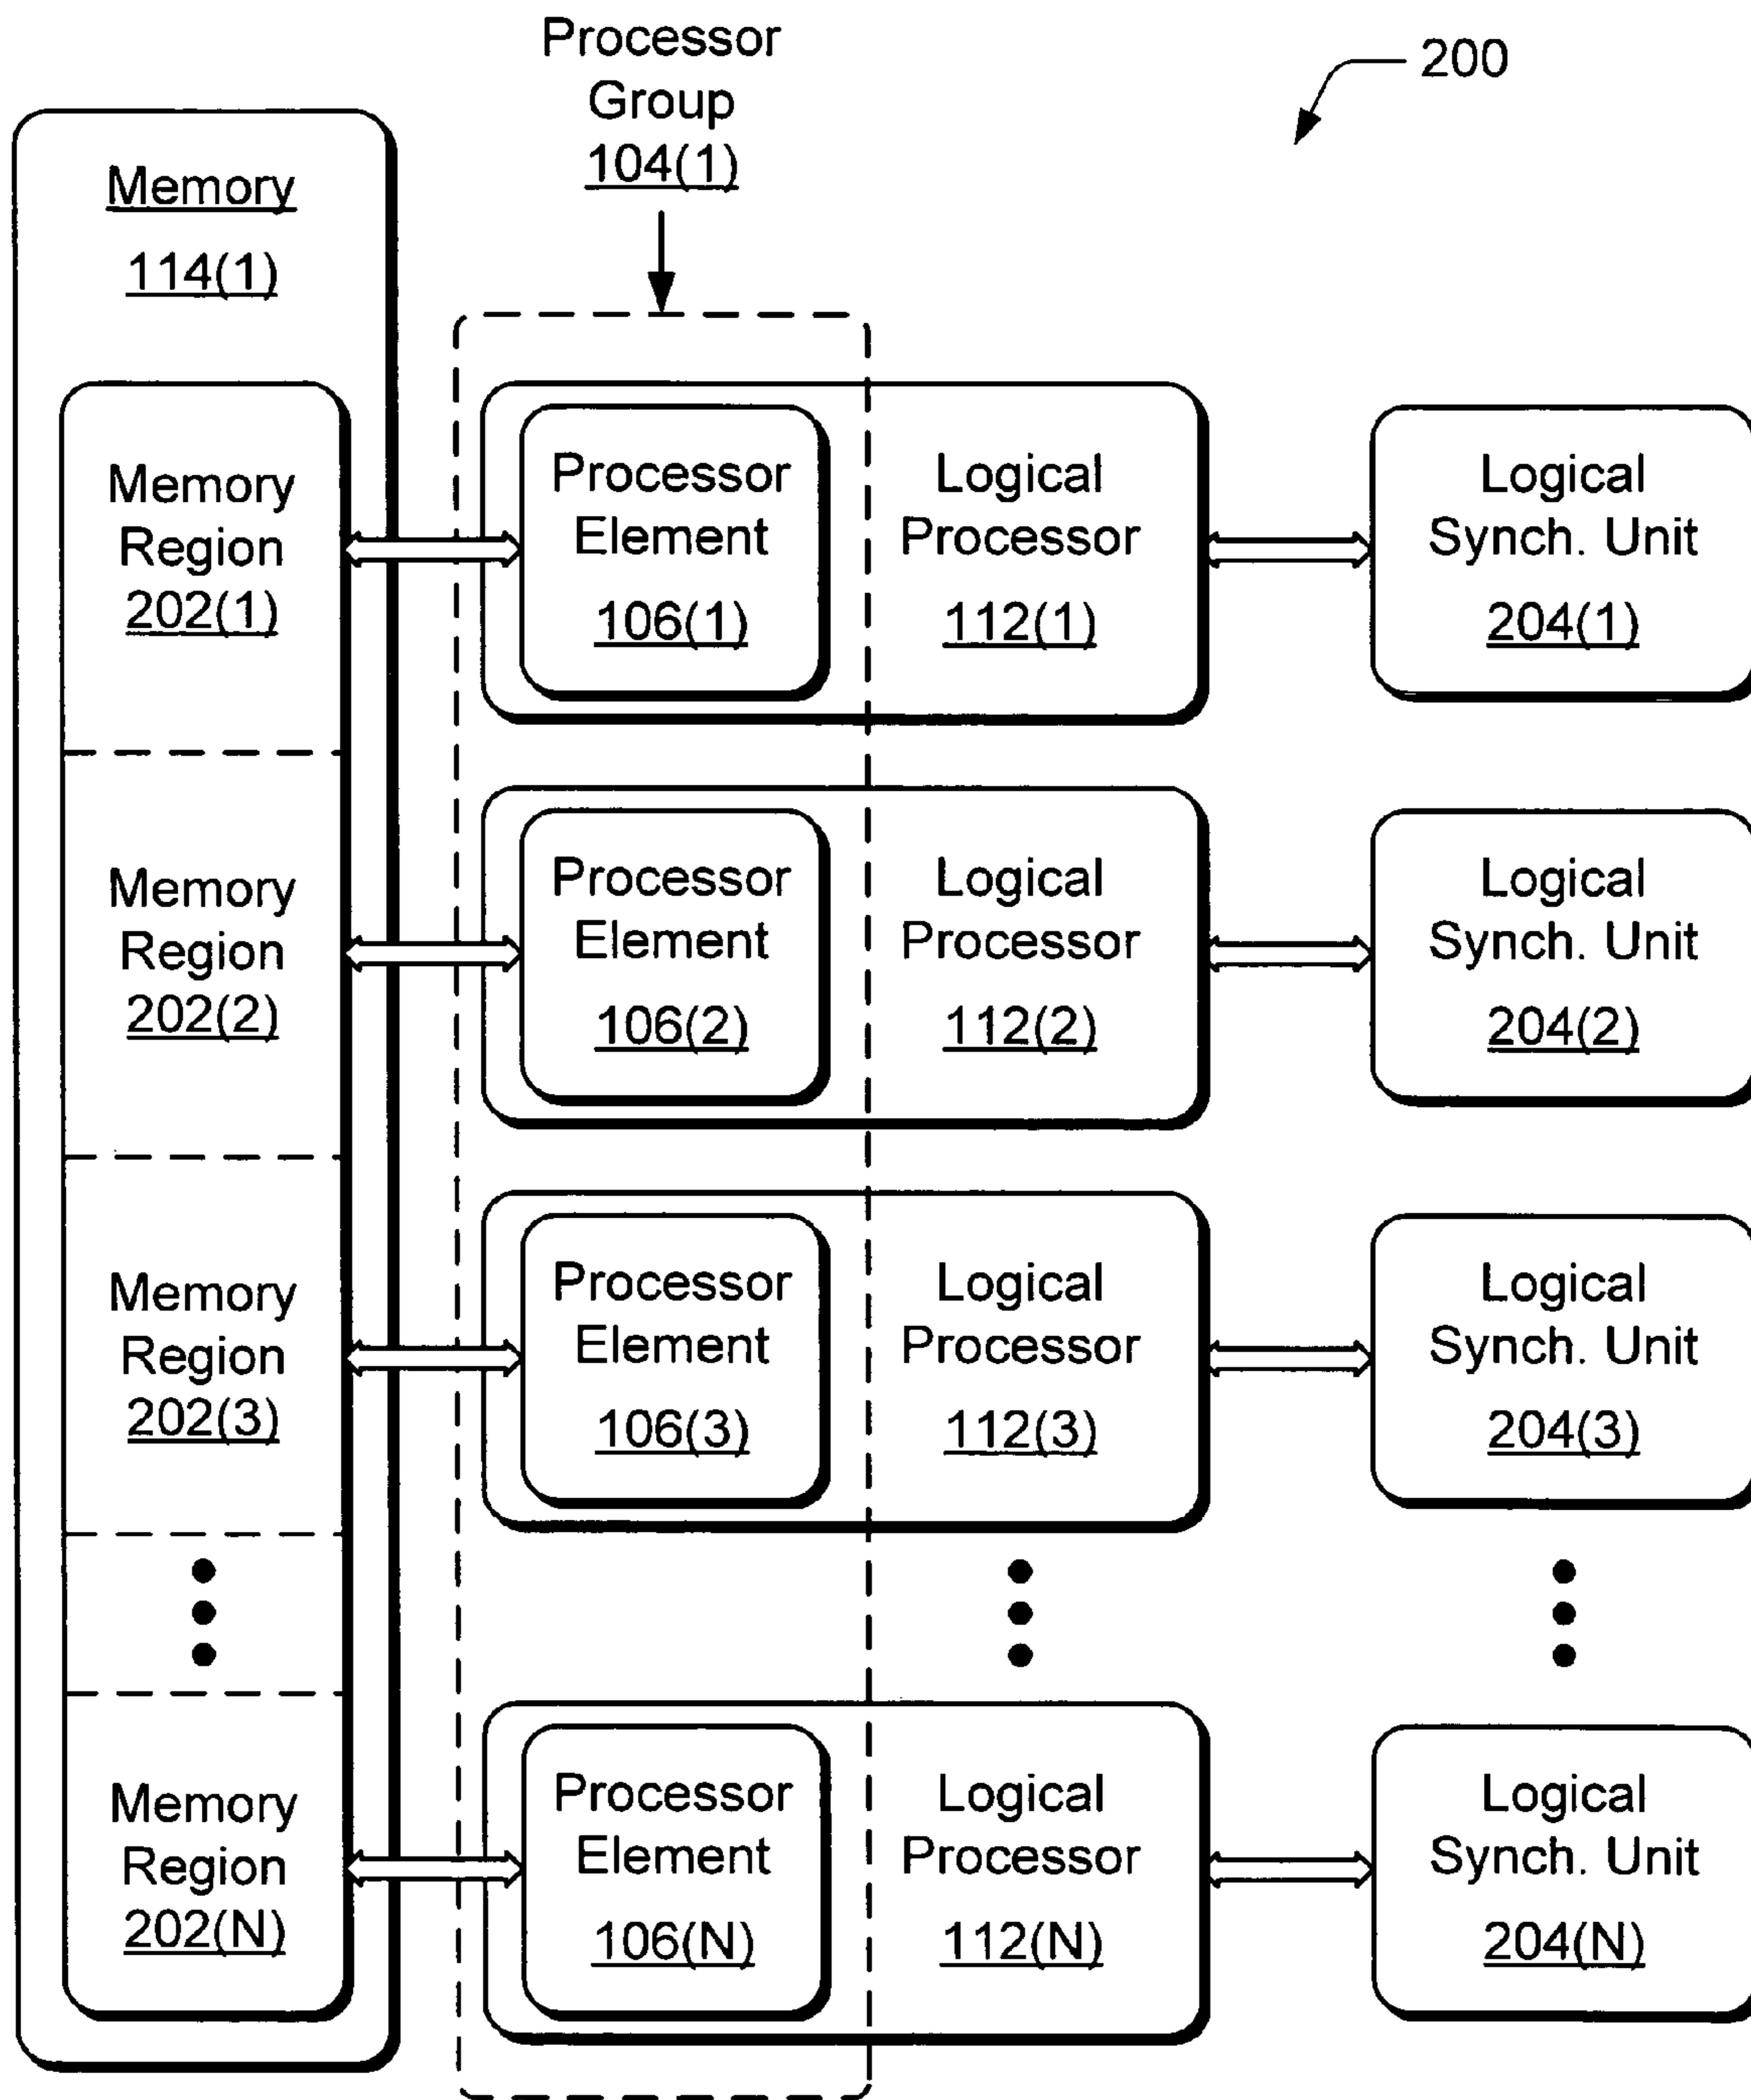 Processor
Group
104(1)
200
Memory
114(1)
Memory
Region
202(1)
Processor
Element
106(1)
Logical
Processor
112(1)
Logical
Synch. Unit
204(1)
Memory
Region
202(2)
Processor
Element
106(2)
Logical
Processor
112(2)
Logical
Synch. Unit
204(2)
Memory
Region
202(3)
Processor
Element
106(3)
Logical
Processor
112(3)
Logical
Synch. Unit
204(3)
Memory
Region
202(N)
Processor
Element
106(N)
Logical
Processor
112(N)
Logical
Synch. Unit
204(N)